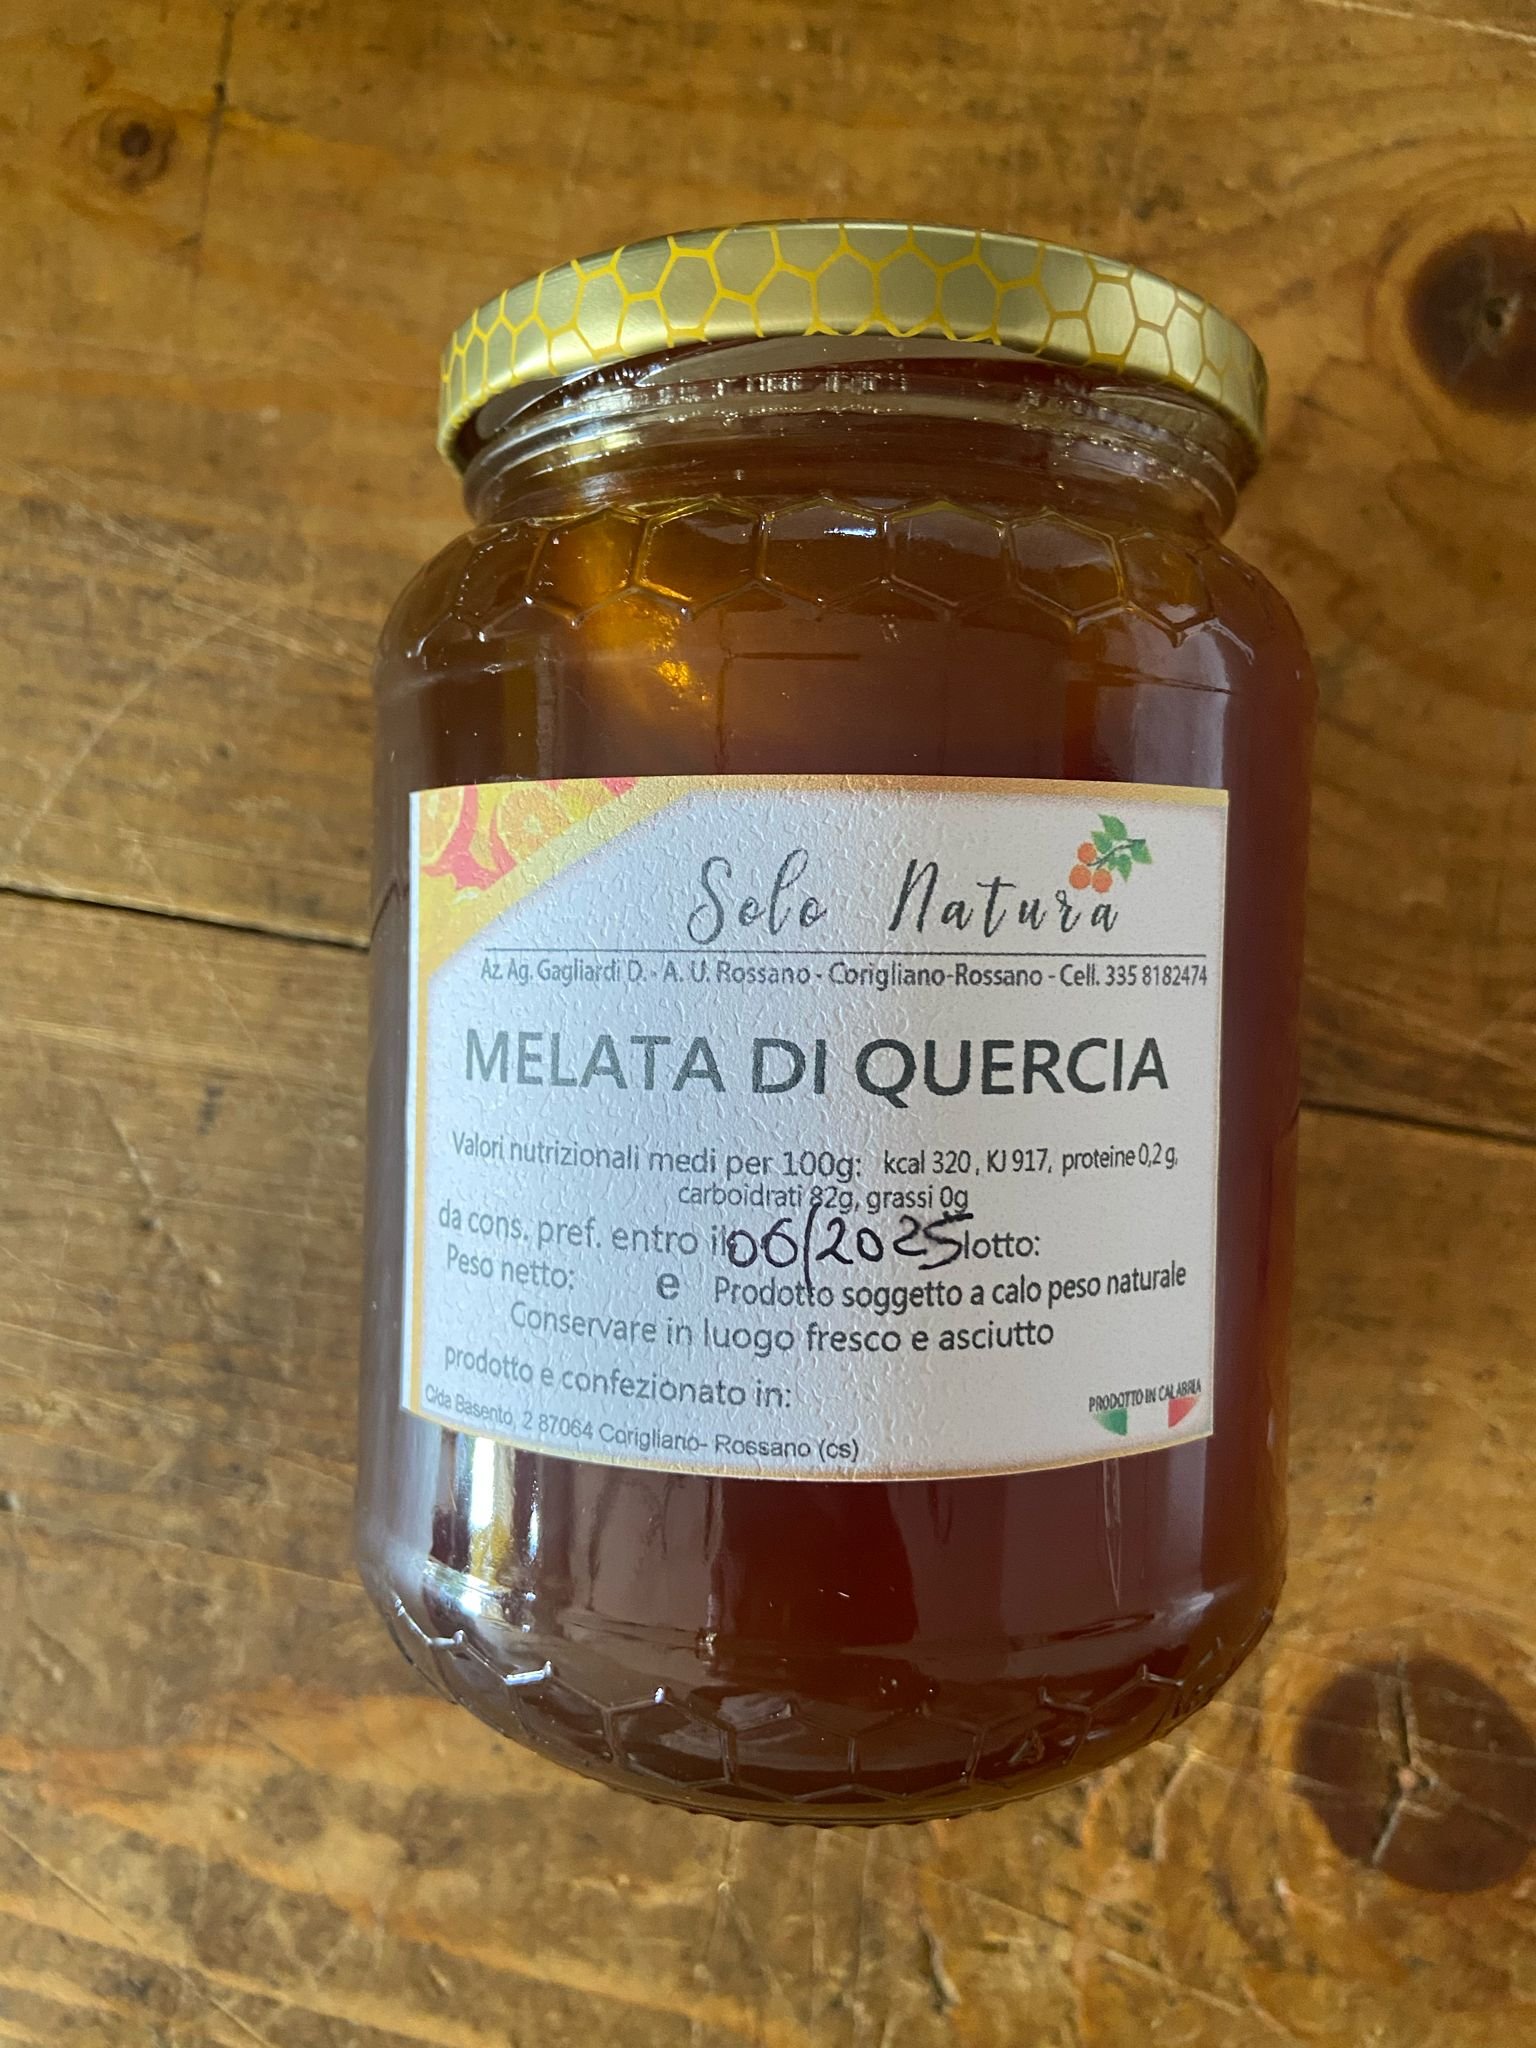 Solo Natura
Az. Ag. Gagliardi D. - A. U. Rossano - Corigliano-Rossano - Cell. 335 8182474
MELATA DI QUERCIA
Valori nutrizionali medi per 100g: kcal 320, KJ 917, proteine 0,2 g,
carboidrati 82g, grassi 0g
da cons. pref. entro il 06/2025 lotto:
Peso netto: e Prodotto soggetto a calo peso naturale
Conservare in luogo fresco e asciutto
prodotto e confezionato in:
C/da Basento, 2 87064 Corigliano- Rossano (cs)
PRODOTTO IN CALABRIA